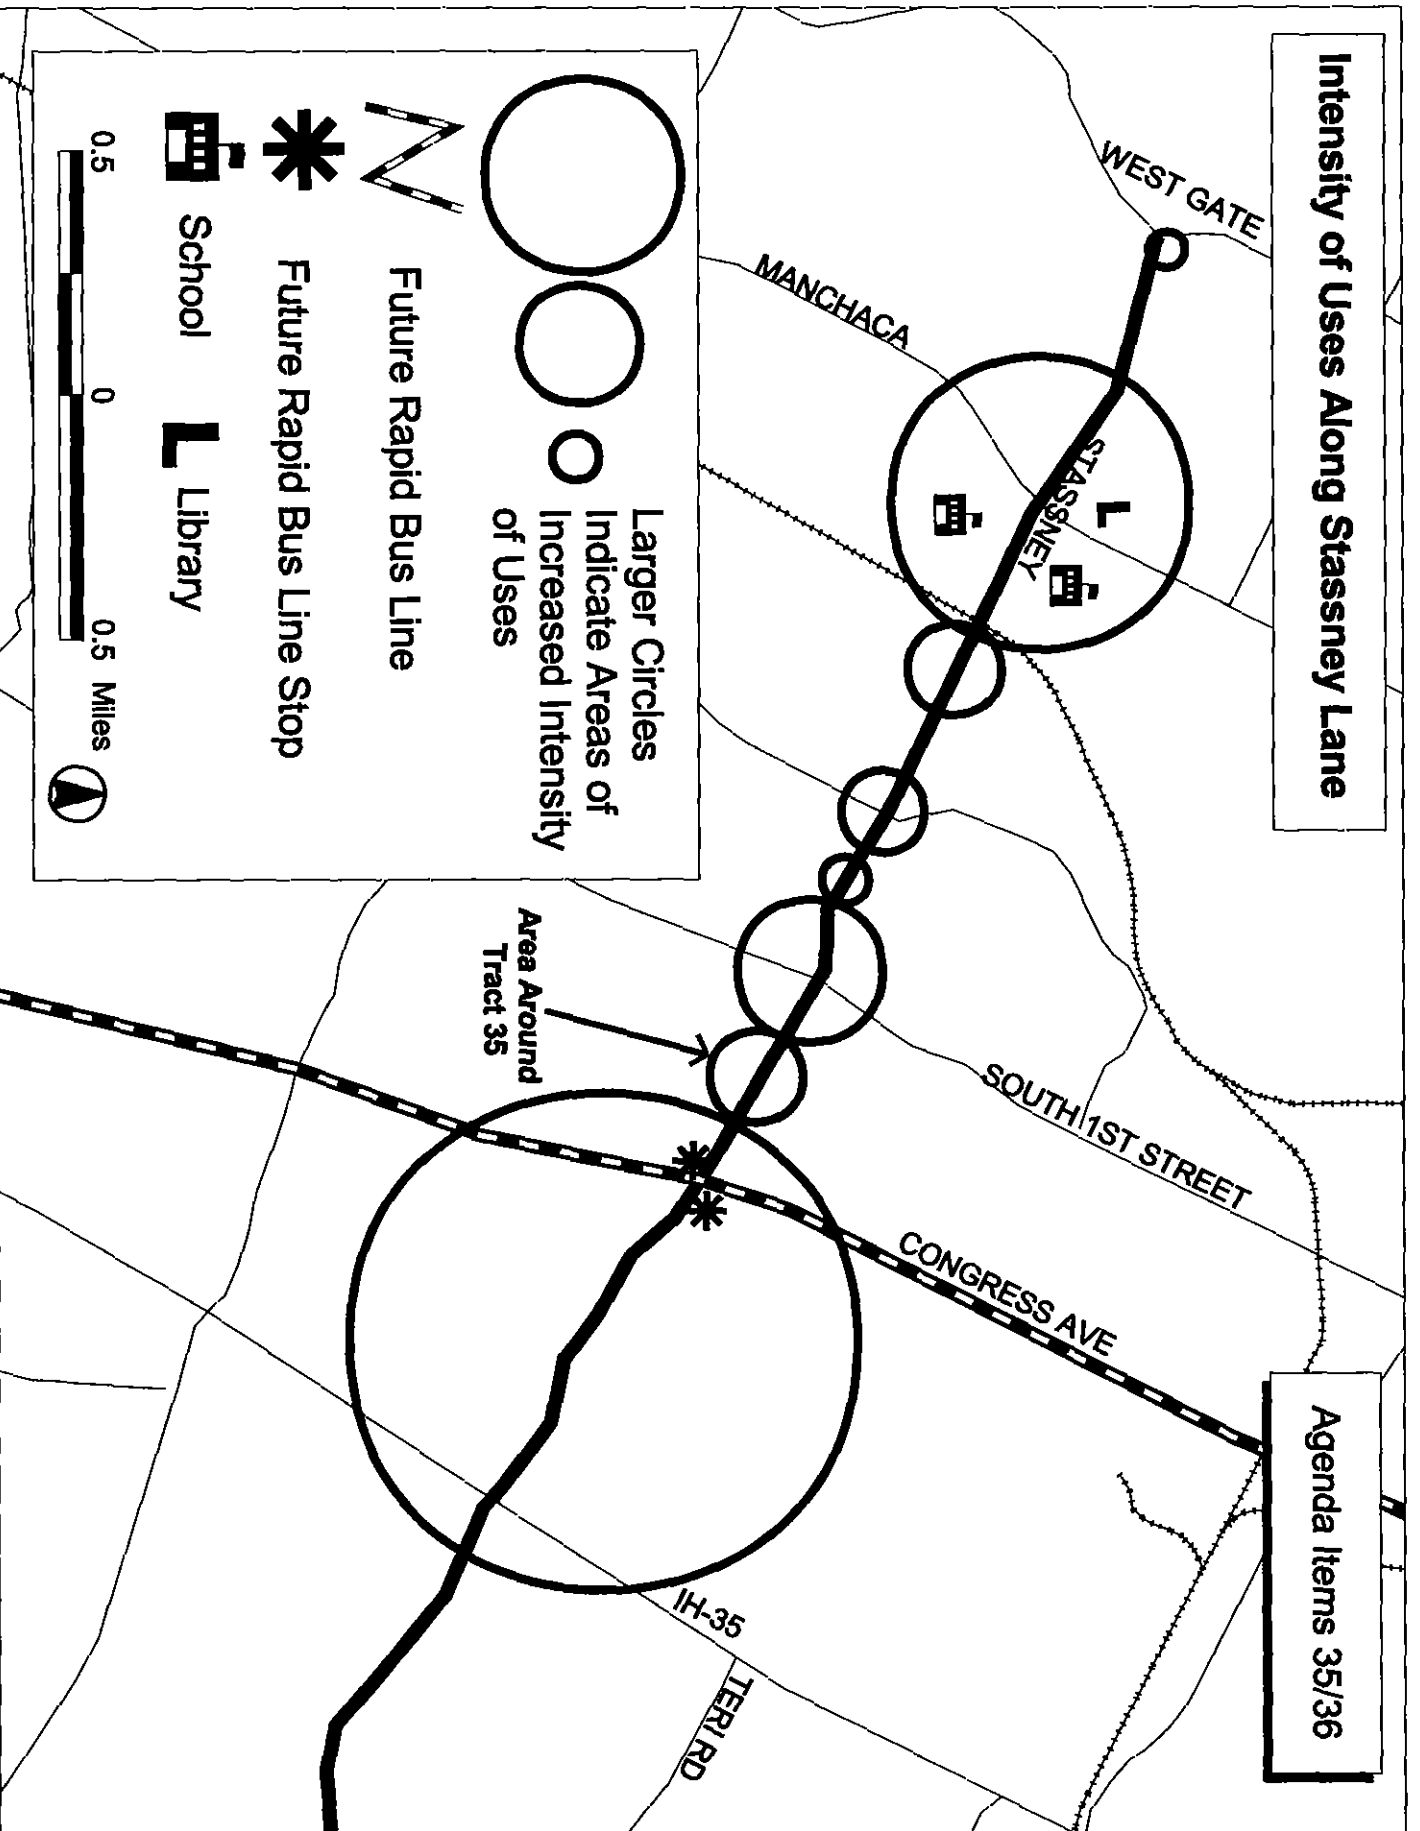 Intensity of Uses Along Stassney Lane
Agenda Items 35/36
WEST GATE
MANCHACA
STASSNEY
L
SOUTH 1ST STREET
CONGRESS AVE
IH-35
TERI RD
Area Around
Tract 35
Larger Circles
Indicate Areas of
Increased Intensity
of Uses
Future Rapid Bus Line
Future Rapid Bus Line Stop
School
L Library
0.5 0 0.5 Miles